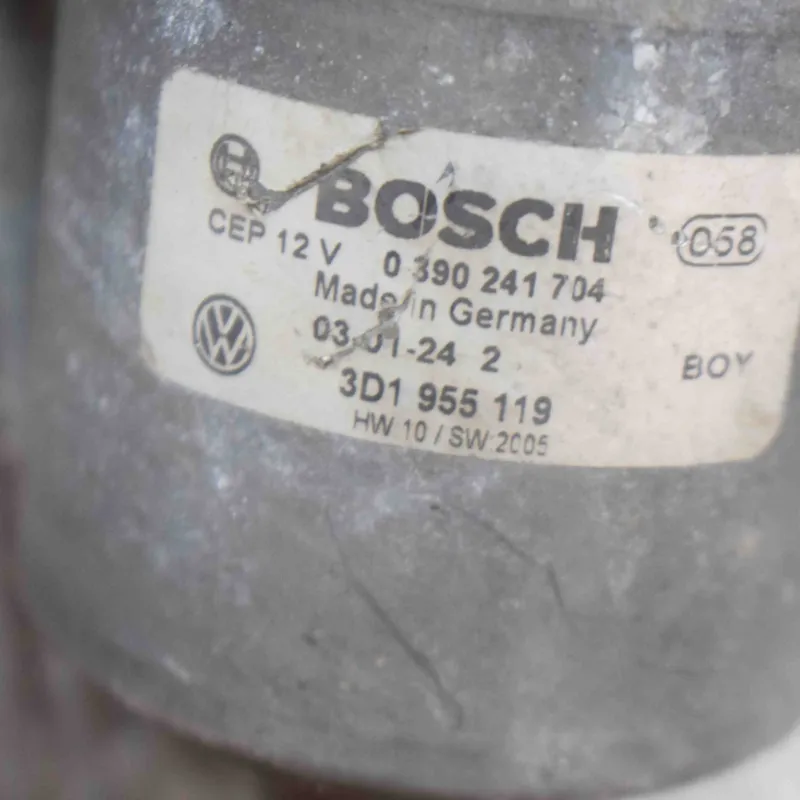 BOSCH
058
CEP 12 V 0 390 241 704
Made in Germany
03-01-24 2
BOY
3D1 955 119
HW 10 / SW:2005